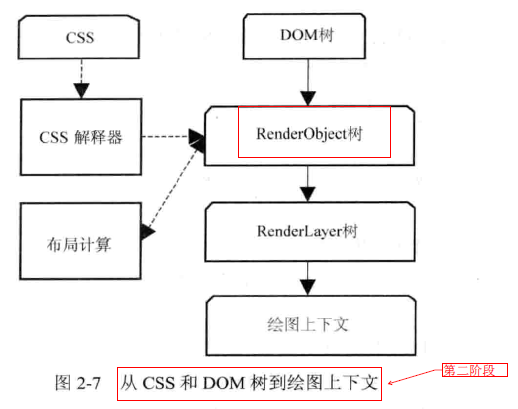 CSS
DOM树
CSS 解释器
RenderObject树
布局计算
RenderLayer树
绘图上下文
图 2-7 从 CSS 和 DOM 树到绘图上下文
第二阶段